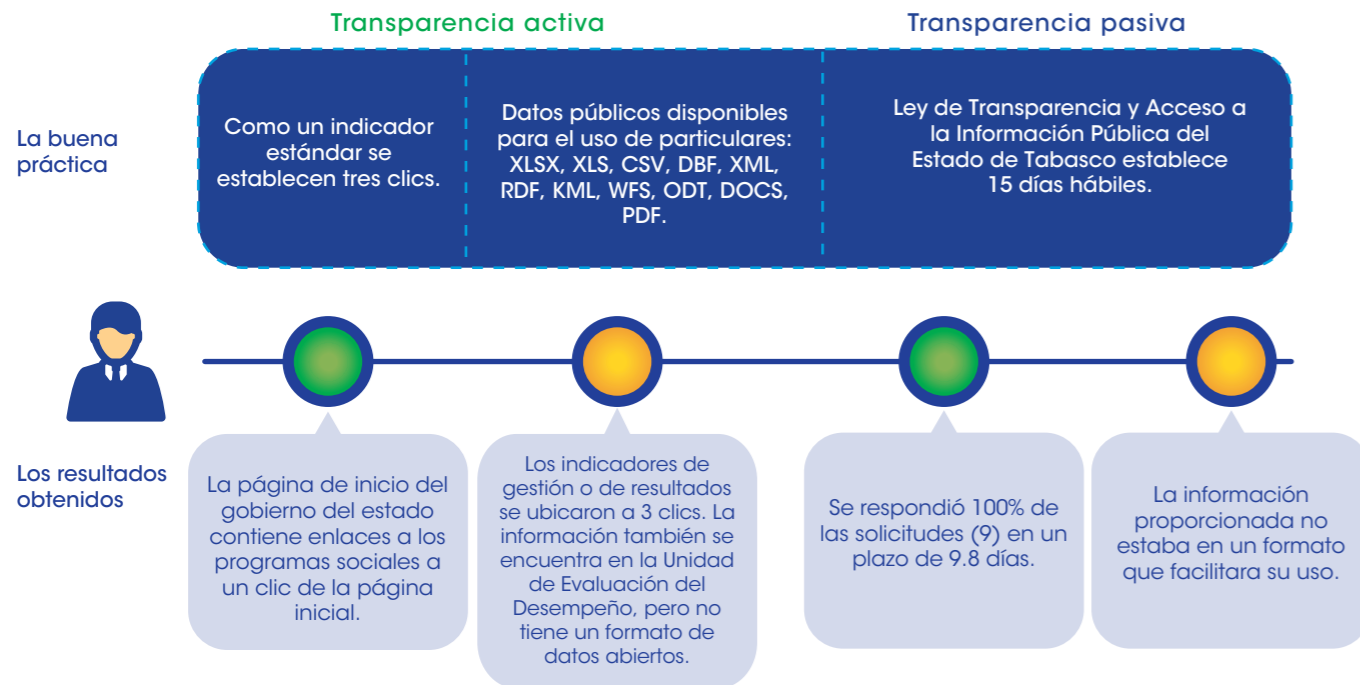 Transparencia activa
Transparencia pasiva
La buena
práctica
Como un indicador
estándar se
establecen tres clics.
Datos públicos disponibles
para el uso de particulares:
XLSX, XLS, CSV, DBF, XML,
RDF, KML, WFS, ODT, DOCS,
PDF.
Ley de Transparencia y Acceso a
la Información Pública del
Estado de Tabasco establece
15 días hábiles.
Los resultados
obtenidos
La página de inicio del
gobierno del estado
contiene enlaces a los
programas sociales a
un clic de la página
inicial.
Los indicadores de
gestión o de resultados
se ubicaron a 3 clics. La
información también se
encuentra en la Unidad
de Evaluación del
Desempeño, pero no
tiene un formato de
datos abiertos.
Se respondió 100% de
las solicitudes (9) en un
plazo de 9.8 días.
La información
proporcionada no
estaba en un formato
que facilitara su uso.